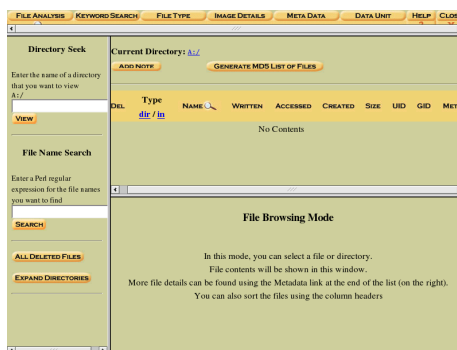 FILE ANALYSIS KEYWORD SEARCH FILE TYPE IMAGE DETAILS META DATA DATA UNIT HELP CLOS
Directory Seek
Enter the name of a directory
that you want to view
A:/
VIEW
File Name Search
Enter a Perl regular
expression for the file names
you want to find
SEARCH
ALL DELETED FILES
EXPAND DIRECTORIES
Current Directory: A:/
ADD NOTE GENERATE MD5 LIST OF FILES
DEL Type NAME WRITTEN ACCESSED CREATED SIZE UID GID MET
dir / in
No Contents
File Browsing Mode
In this mode, you can select a file or directory.
File contents will be shown in this window.
More file details can be found using the Metadata link at the end of the list (on the right).
You can also sort the files using the column headers